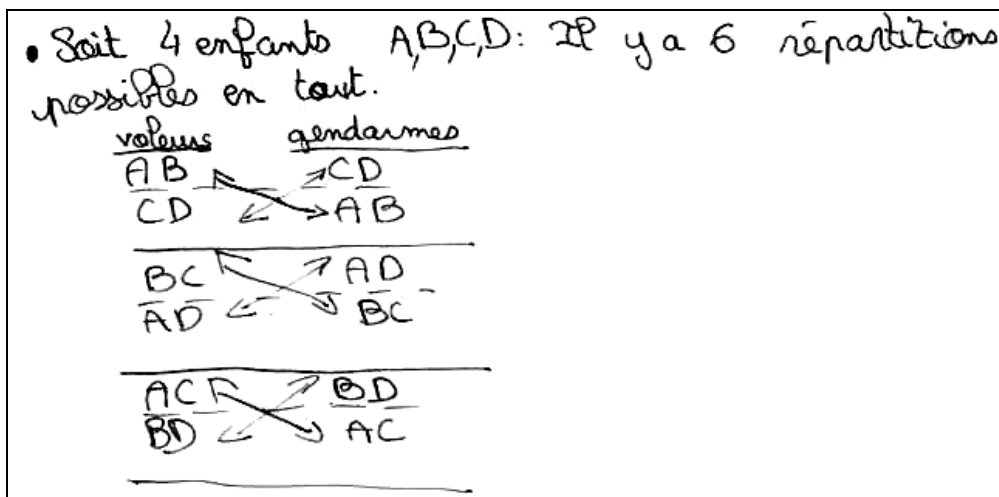 • Soit 4 enfants A,B,C,D: Il y a 6 répartitions
possibles en tout.
voleurs gendarmes
AB CD
CD AB
BC AD
AD BC
AC BD
BD AC